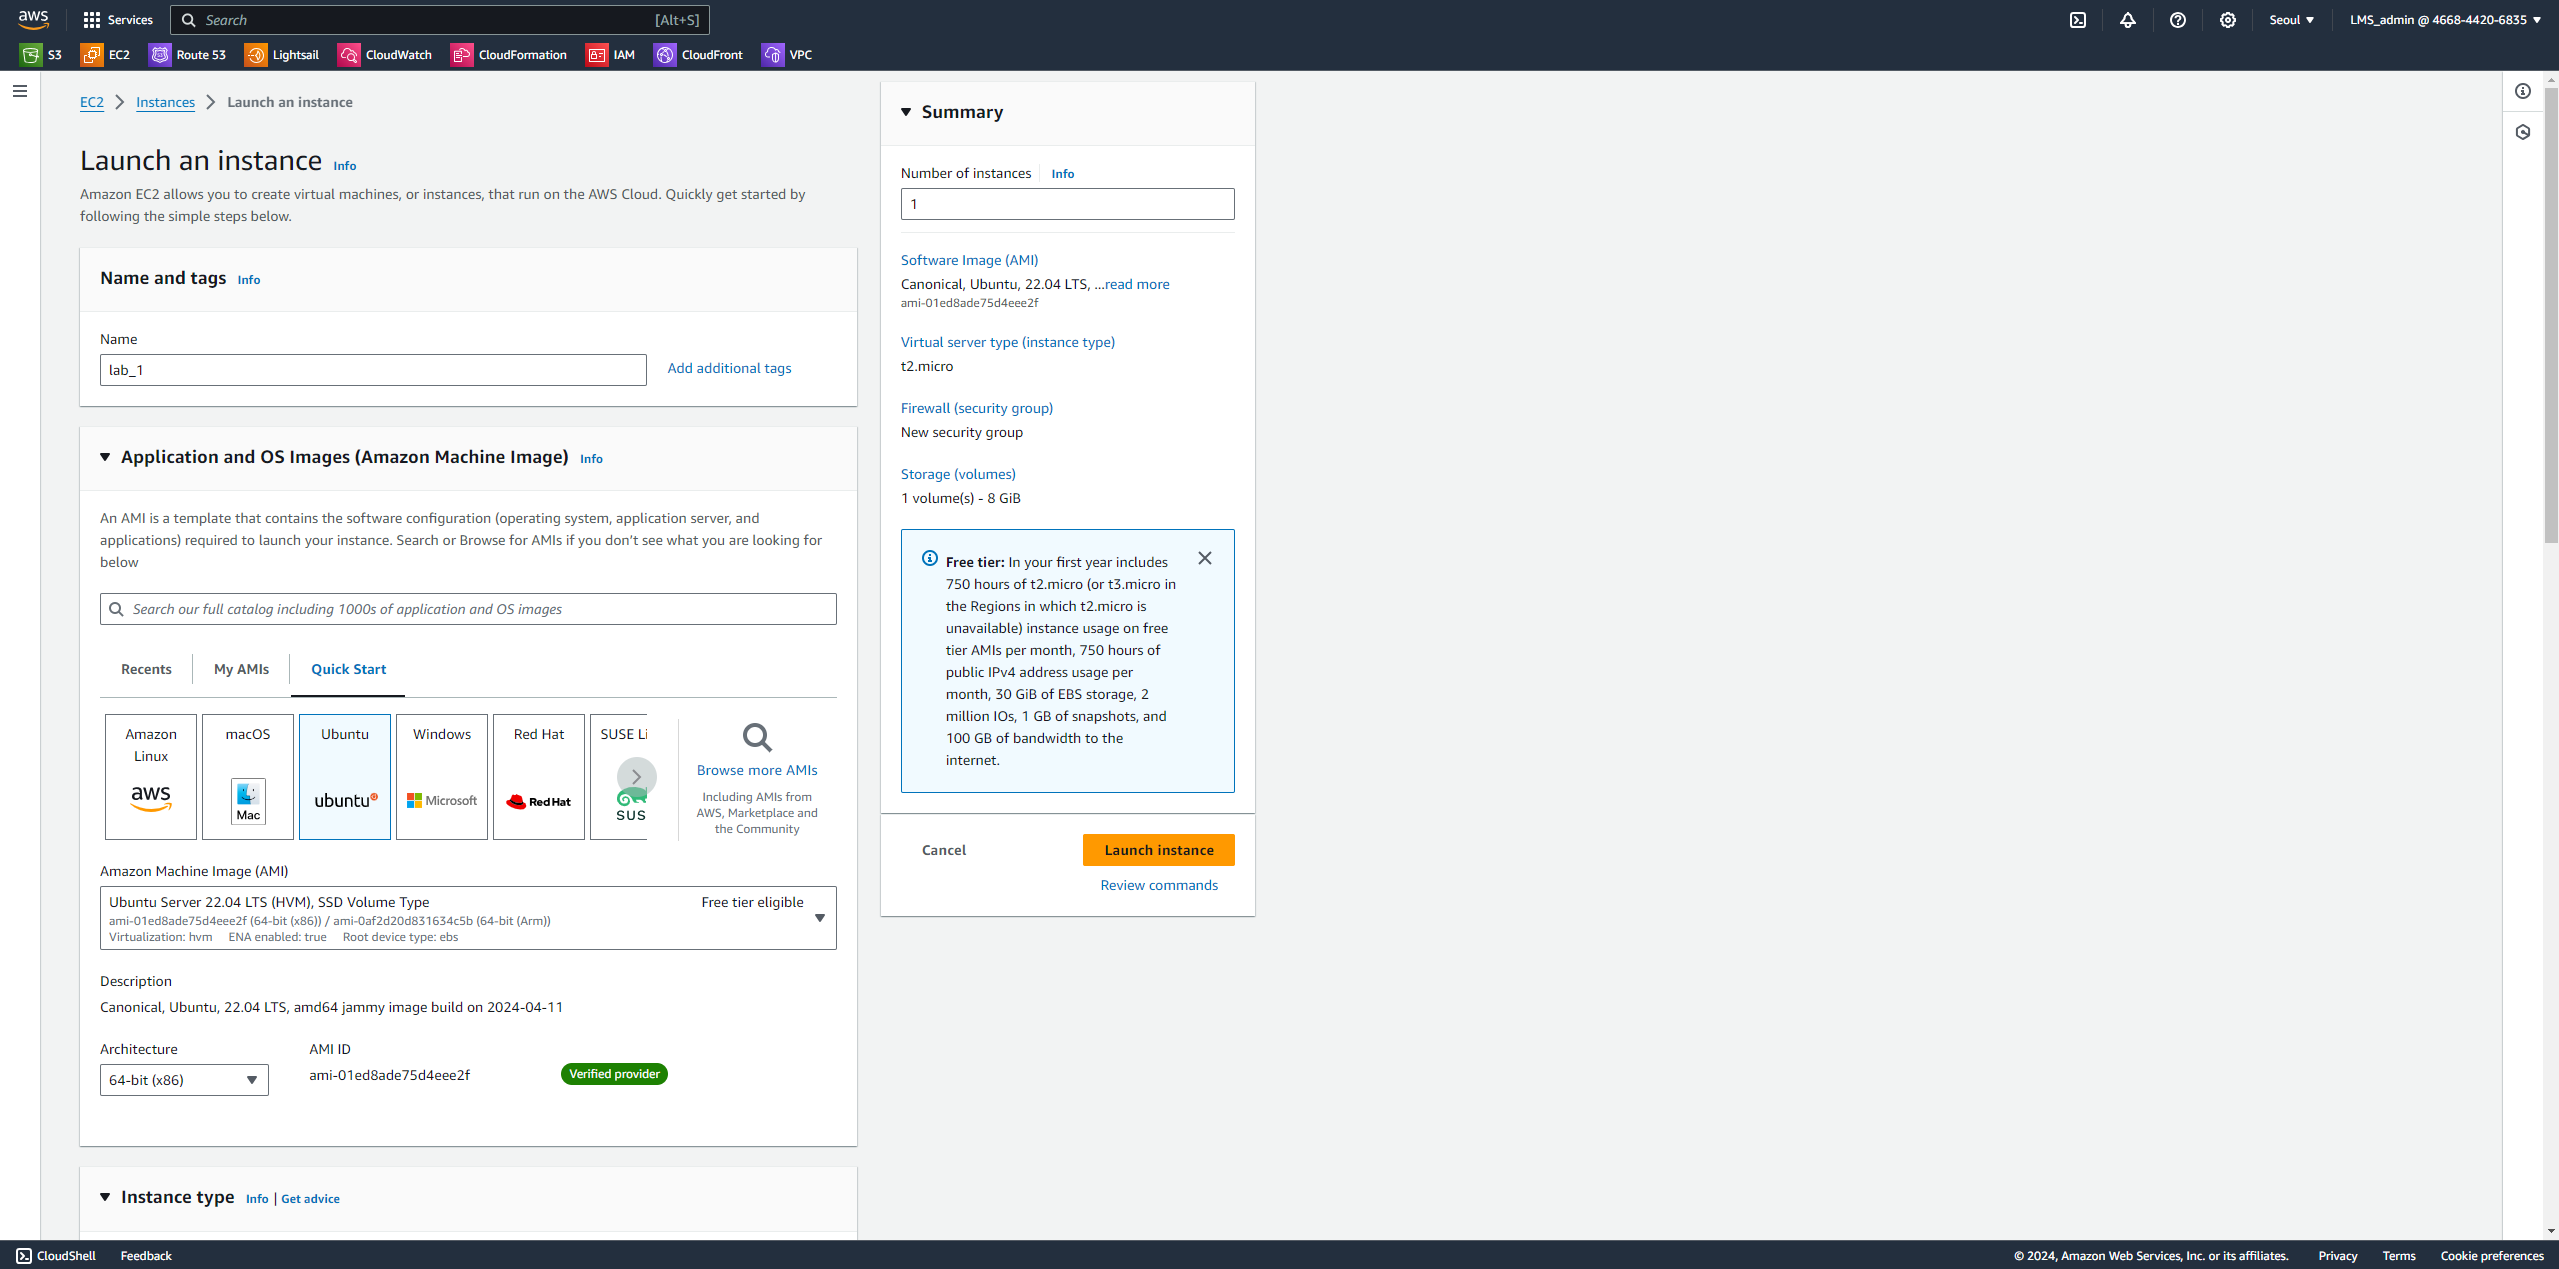 aws
Services
Search [Alt+S]
Seoul
LMS_admin @ 4668-4420-6835
S3
EC2
Route 53
Lightsail
CloudWatch
CloudFormation
IAM
CloudFront
VPC
EC2
Instances
Launch an instance
Launch an instance Info
Amazon EC2 allows you to create virtual machines, or instances, that run on the AWS Cloud. Quickly get started by
following the simple steps below.
Name and tags Info
Name
lab_1
Add additional tags
Application and OS Images (Amazon Machine Image) Info
An AMI is a template that contains the software configuration (operating system, application server, and
applications) required to launch your instance. Search or Browse for AMIs if you don't see what you are looking for
below
Search our full catalog including 1000s of application and OS images
Recents
My AMIs
Quick Start
Amazon
Linux
aws
macOS
Mac
Ubuntu
ubuntu
Windows
Microsoft
Red Hat
Red Hat
SUSE Li
SUS
Browse more AMIs
Including AMIs from
AWS, Marketplace and
the Community
Amazon Machine Image (AMI)
Ubuntu Server 22.04 LTS (HVM), SSD Volume Type
Free tier eligible
ami-01ed8ade75d4eee2f (64-bit (x86)) / ami-0af2d20d831634c5b (64-bit (Arm))
Virtualization: hvm ENA enabled: true Root device type: ebs
Description
Canonical, Ubuntu, 22.04 LTS, amd64 jammy image build on 2024-04-11
Architecture
64-bit (x86)
AMI ID
ami-01ed8ade75d4eee2f
Verified provider
Instance type Info | Get advice
Summary
Number of instances Info
1
Software Image (AMI)
Canonical, Ubuntu, 22.04 LTS, ...read more
ami-01ed8ade75d4eee2f
Virtual server type (instance type)
t2.micro
Firewall (security group)
New security group
Storage (volumes)
1 volume(s) - 8 GiB
Free tier: In your first year includes
750 hours of t2.micro (or t3.micro in
the Regions in which t2.micro is
unavailable) instance usage on free
tier AMIs per month, 750 hours of
public IPv4 address usage per
month, 30 GiB of EBS storage, 2
million IOs, 1 GB of snapshots, and
100 GB of bandwidth to the
internet.
Cancel
Launch instance
Review commands
CloudShell
Feedback
© 2024, Amazon Web Services, Inc. or its affiliates.
Privacy
Terms
Cookie preferences